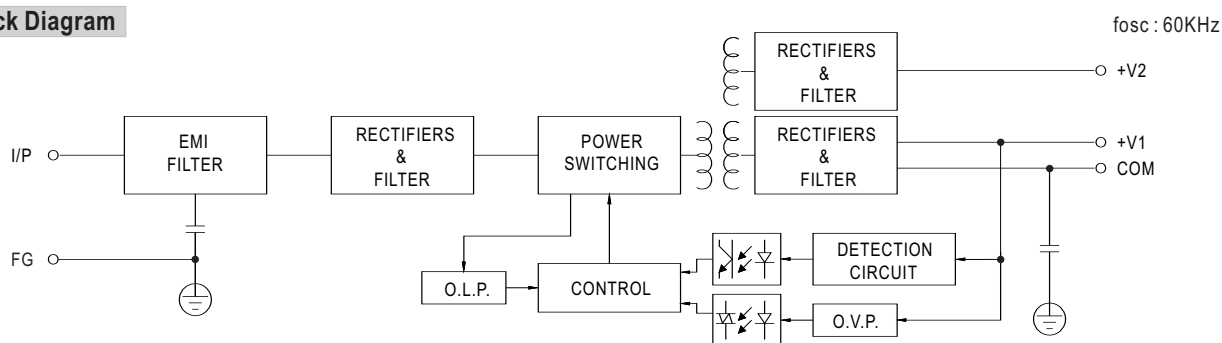 ck Diagram
fosc : 60KHz
RECTIFIERS
&
FILTER
+V2
I/P
EMI
FILTER
RECTIFIERS
&
FILTER
POWER
SWITCHING
RECTIFIERS
&
FILTER
+V1
COM
FG
O.L.P.
CONTROL
DETECTION
CIRCUIT
O.V.P.